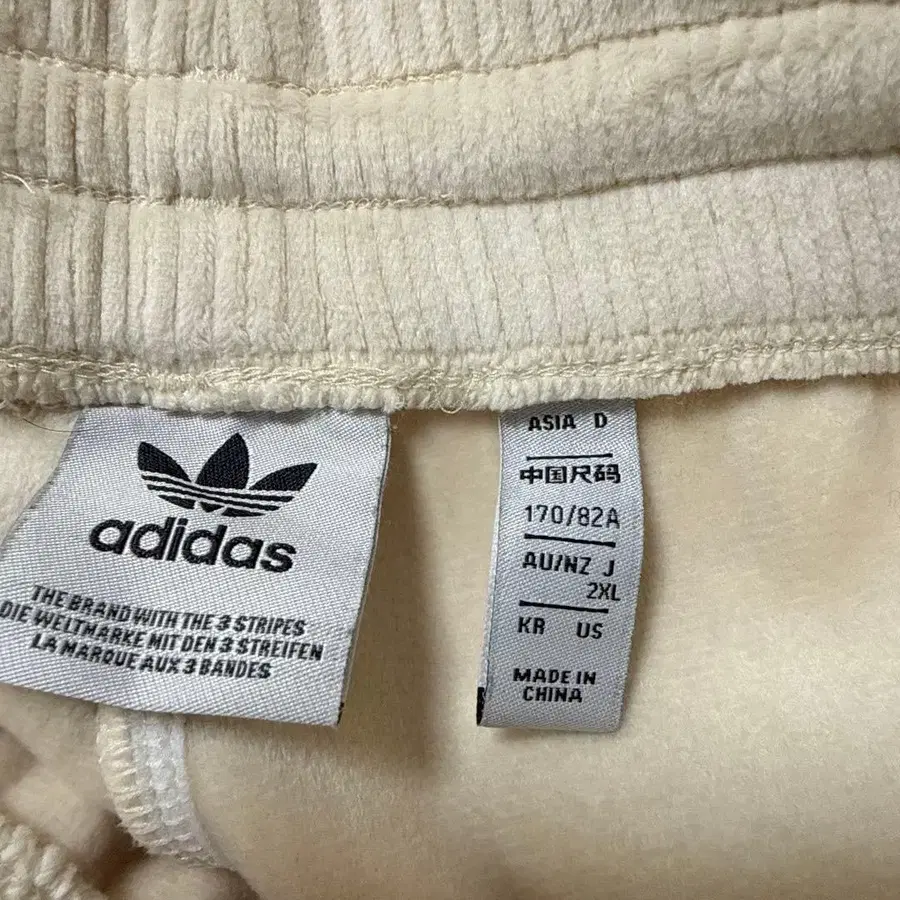 adidas
THE BRAND WITH THE 3 STRIPES
DIE WELTMARKE MIT DEN 3 STREIFEN
LA MARQUE AUX 3 BANDES
ASIA D
中国尺码
170/82A
AU/NZ J
2XL
KR US
MADE IN
CHINA